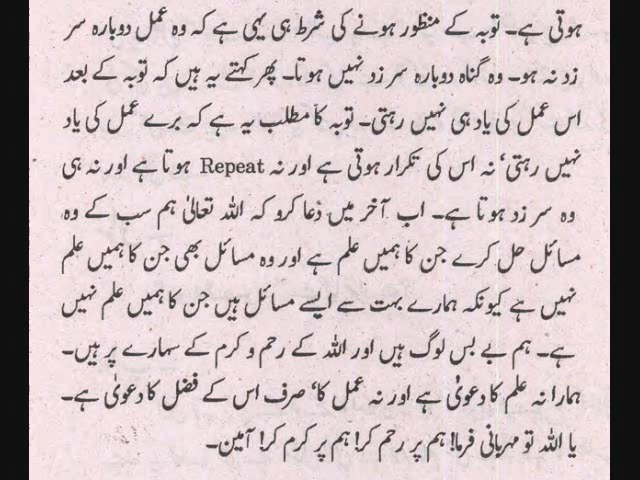 ہوتی ہے۔ توبہ کے منظور ہونے کی شرط ہی یہی ہے کہ وہ عمل دوبارہ سر
زد نہ ہو۔ وہ گناہ دوبارہ سر زد نہیں ہوتا۔ پھر کہتے یہ ہیں کہ توبہ کے بعد
اس عمل کی یاد ہی نہیں رہتی۔ توبہ کا مطلب یہ ہے کہ برے عمل کی یاد
نہیں رہتی‘ نہ اس کی تکرار ہوتی ہے اور نہ Repeat ہوتا ہے اور نہ ہی
وہ سر زد ہوتا ہے۔ اب آخر میں دعا کرو کہ اللہ تعالیٰ ہم سب کے وہ
مسائل حل کرے جن کا ہمیں علم ہے اور وہ مسائل بھی جن کا ہمیں علم
نہیں ہے کیونکہ ہمارے بہت سے ایسے مسائل ہیں جن کا ہمیں علم نہیں
ہے۔ ہم بے بس لوگ ہیں اور اللہ کے رحم و کرم کے سہارے پر ہیں۔
ہمارا نہ علم کا دعویٰ ہے اور نہ عمل کا‘ صرف اس کے فضل کا دعویٰ ہے۔
یا اللہ تو مہربانی فرما! ہم پر رحم کر! ہم پر کرم کر! آمین۔